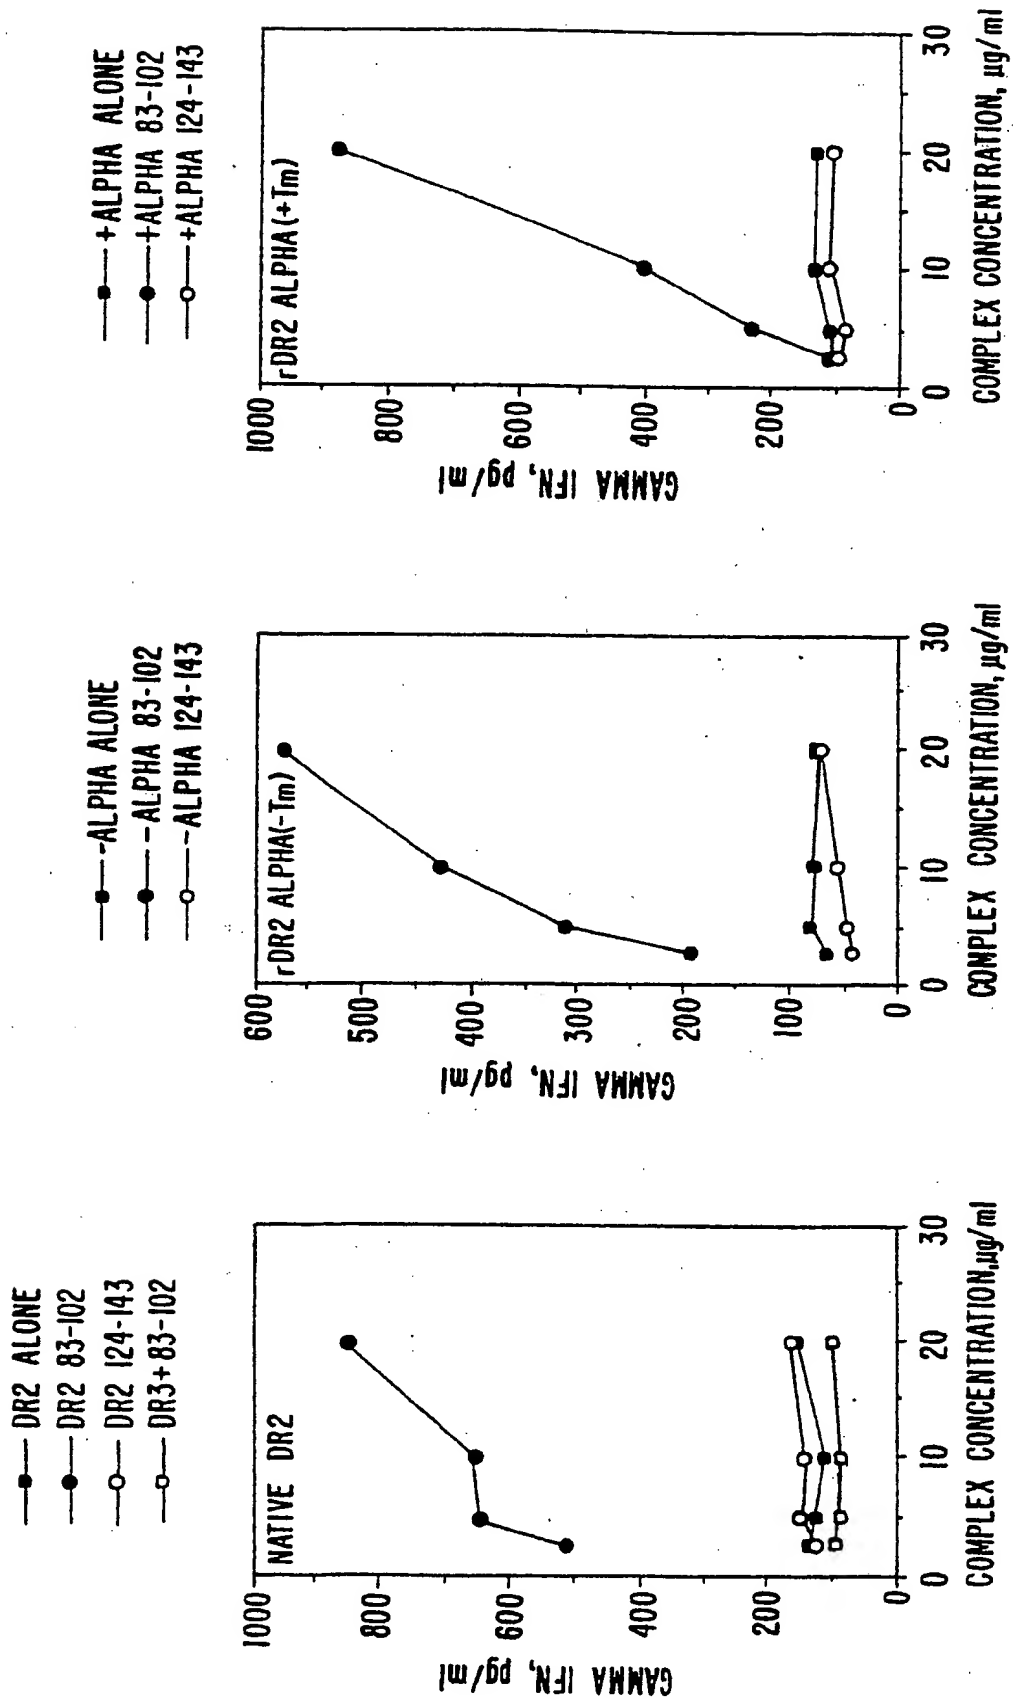 DR2 ALONE
DR2 83-102
DR2 124-143
DR3+83-102
NATIVE DR2
1000
800
600
400
200
0
GAMMA IFN, pg/ml
0
10
20
30
COMPLEX CONCENTRATION,µg/ml
-ALPHA ALONE
-ALPHA 83-102
-ALPHA 124-143
rDR2 ALPHA(-Tm)
600
500
400
300
200
100
0
GAMMA IFN, pg/ml
0
10
20
30
COMPLEX CONCENTRATION, µg/ml
+ALPHA ALONE
+ALPHA 83-102
+ALPHA 124-143
rDR2 ALPHA(+Tm)
1000
800
600
400
200
0
GAMMA IFN, pg/ml
0
10
20
30
COMPLEX CONCENTRATION, µg/ml